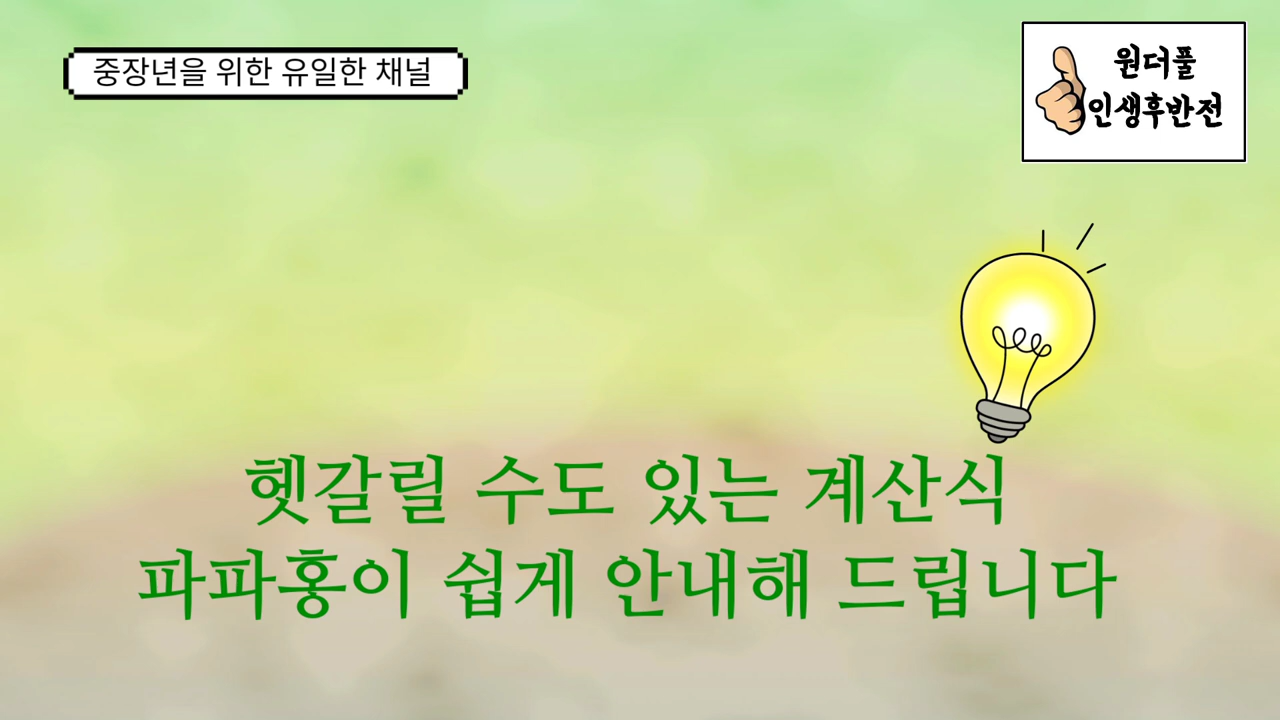 중장년을 위한 유일한 채널
원더풀
인생후반전
헷갈릴 수도 있는 계산식
파파홍이 쉽게 안내해 드립니다